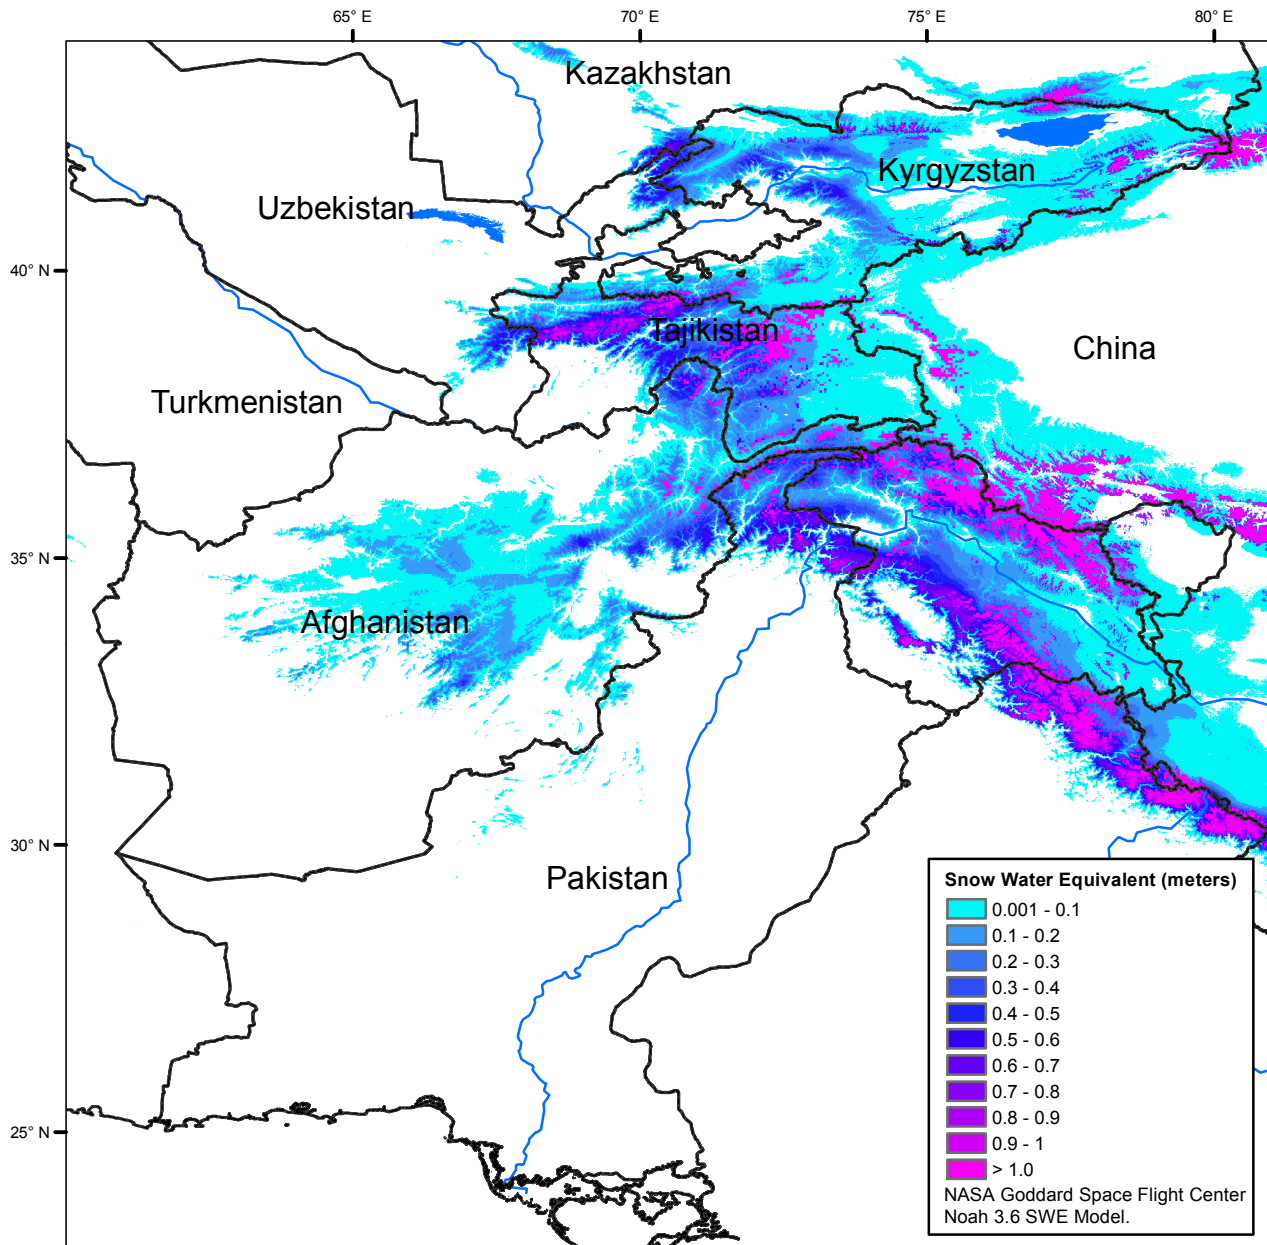 65° E
70° E
75° E
80° E
Kazakhstan
Kyrgyzstan
Uzbekistan
40° N
Tajikistan
China
Turkmenistan
35° N
Afghanistan
30° N
Pakistan
25° N
Snow Water Equivalent (meters)
0.001 - 0.1
0.1 - 0.2
0.2 - 0.3
0.3 - 0.4
0.4 - 0.5
0.5 - 0.6
0.6 - 0.7
0.7 - 0.8
0.8 - 0.9
0.9 - 1
> 1.0
NASA Goddard Space Flight Center
Noah 3.6 SWE Model.